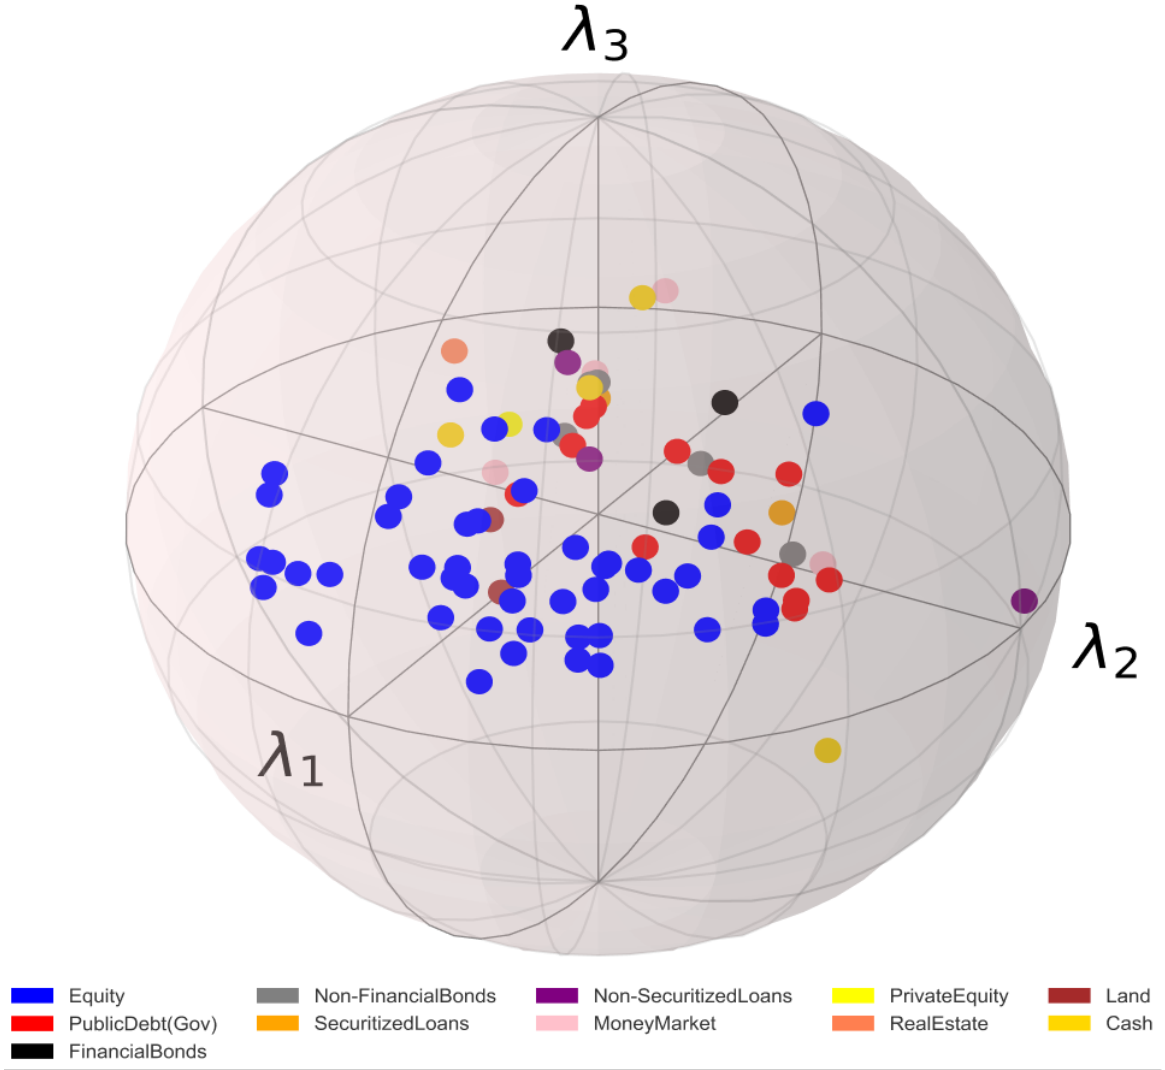 λ3
λ2
λ1
Equity Non-FinancialBonds Non-SecuritizedLoans PrivateEquity Land
PublicDebt(Gov) SecuritizedLoans MoneyMarket RealEstate Cash
FinancialBonds